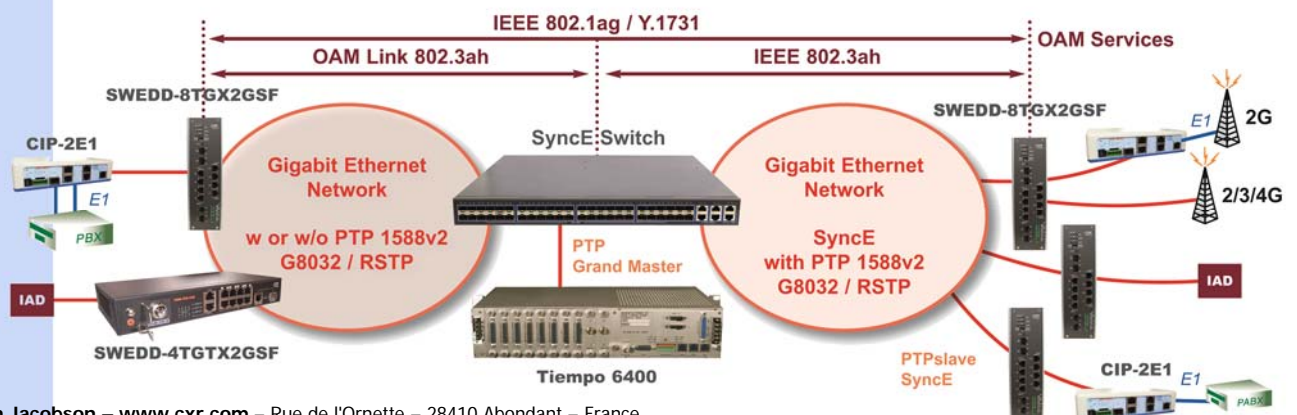 IEEE 802.1ag / Y.1731
OAM Services
OAM Link 802.3ah
IEEE 802.3ah
SWEDD-8TGX2GSF
SWEDD-8TGX2GSF
CIP-2E1
SyncE Switch
E1
2G
Gigabit Ethernet
Network
Gigabit Ethernet
Network
E1
PBX
2/3/4G
w or w/o PTP 1588v2
G8032 / RSTP
PTP
Grand Master
SyncE
with PTP 1588v2
G8032 / RSTP
IAD
IAD
SWEDD-4TGTX2GSF
Tiempo 6400
PTPslave
SyncE
CIP-2E1
E1
PABX
Jacobson – www.cxr.com – Rue de l'Ornette – 28410 Abondant – France